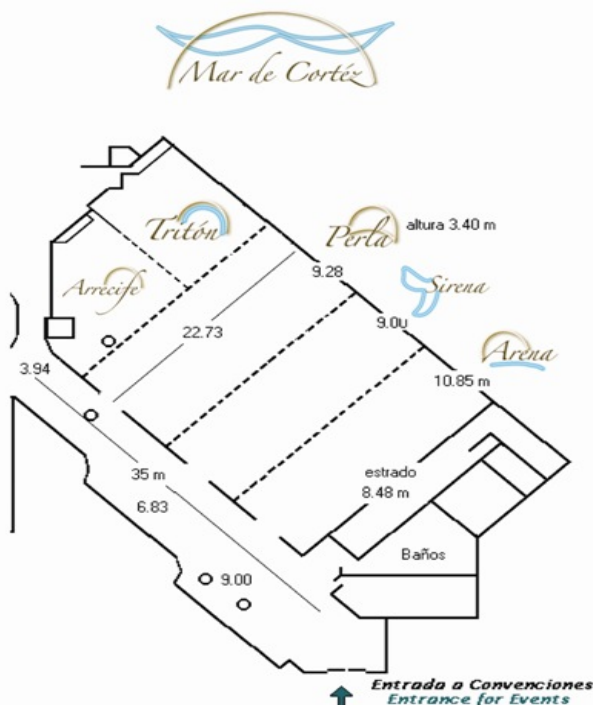 Mar de Cortéz
Tritón
Perla
altura 3.40 m
Arrecife
9.28
Sirena
22.73
9.00
Arena
3.94
10.85 m
35 m
estrado
8.48 m
6.83
Baños
9.00
Entrada a Convenciones
Entrance for Events